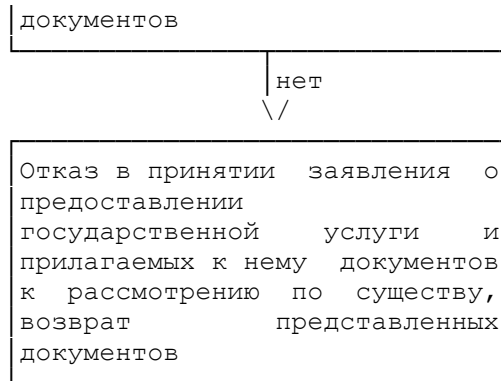 документов
нет
\/
Отказ в принятии заявления о
предоставлении
государственной услуги и
прилагаемых к нему документов
к рассмотрению по существу,
возврат представленных
документов